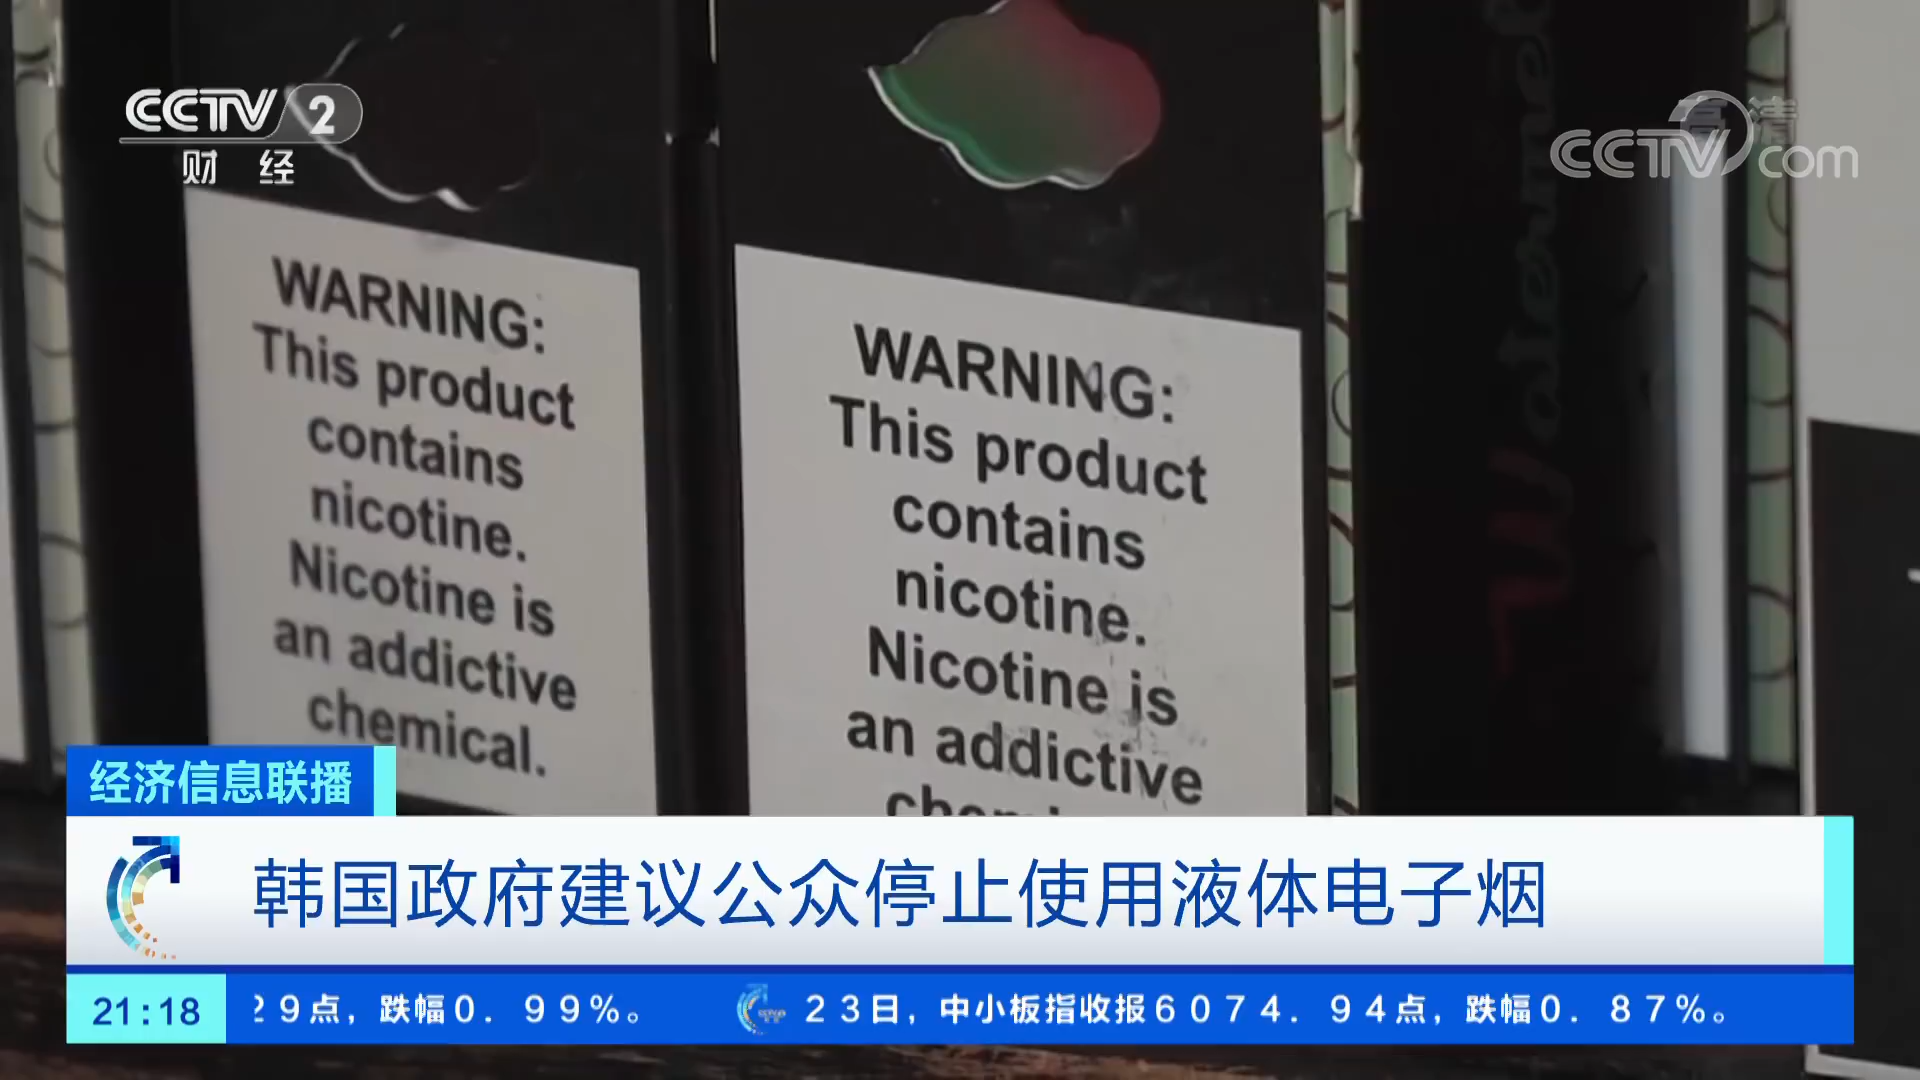 CCTV 2
财 经
高清
CCTV com
WARNING:
This product
contains
nicotine.
Nicotine is
an addictive
chemical.
WARNING:
This product
contains
nicotine.
Nicotine is
an addictive
经济信息联播
韩国政府建议公众停止使用液体电子烟
21:18
29点，跌幅0．99%。 23日，中小板指收报6074．94点，跌幅0．87%。